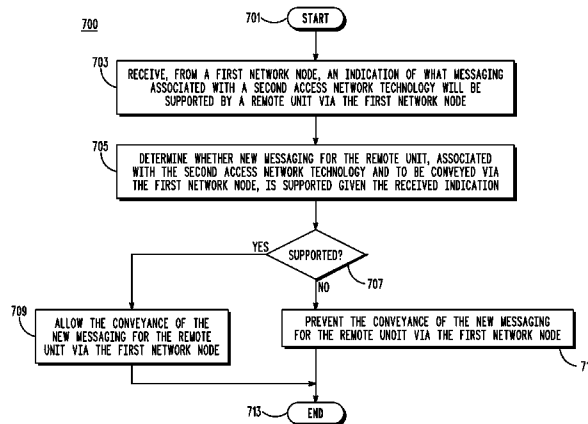 700
701
START
703
RECEIVE, FROM A FIRST NETWORK NODE, AN INDICATION OF WHAT MESSAGING
ASSOCIATED WITH A SECOND ACCESS NETWORK TECHNOLOGY WILL BE
SUPPORTED BY A REMOTE UNIT VIA THE FIRST NETWORK NODE
705
DETERMINE WHETHER NEW MESSAGING FOR THE REMOTE UNIT, ASSOCIATED
WITH THE SECOND ACCESS NETWORK TECHNOLOGY AND TO BE CONVEYED VIA
THE FIRST NETWORK NODE, IS SUPPORTED GIVEN THE RECEIVED INDICATION
YES
SUPPORTED?
707
NO
709
ALLOW THE CONVEYANCE OF THE
NEW MESSAGING FOR THE REMOTE
UNIT VIA THE FIRST NETWORK NODE
PREVENT THE CONVEYANCE OF THE NEW MESSAGING
FOR THE REMOTE UNOIT VIA THE FIRST NETWORK NODE
713
END